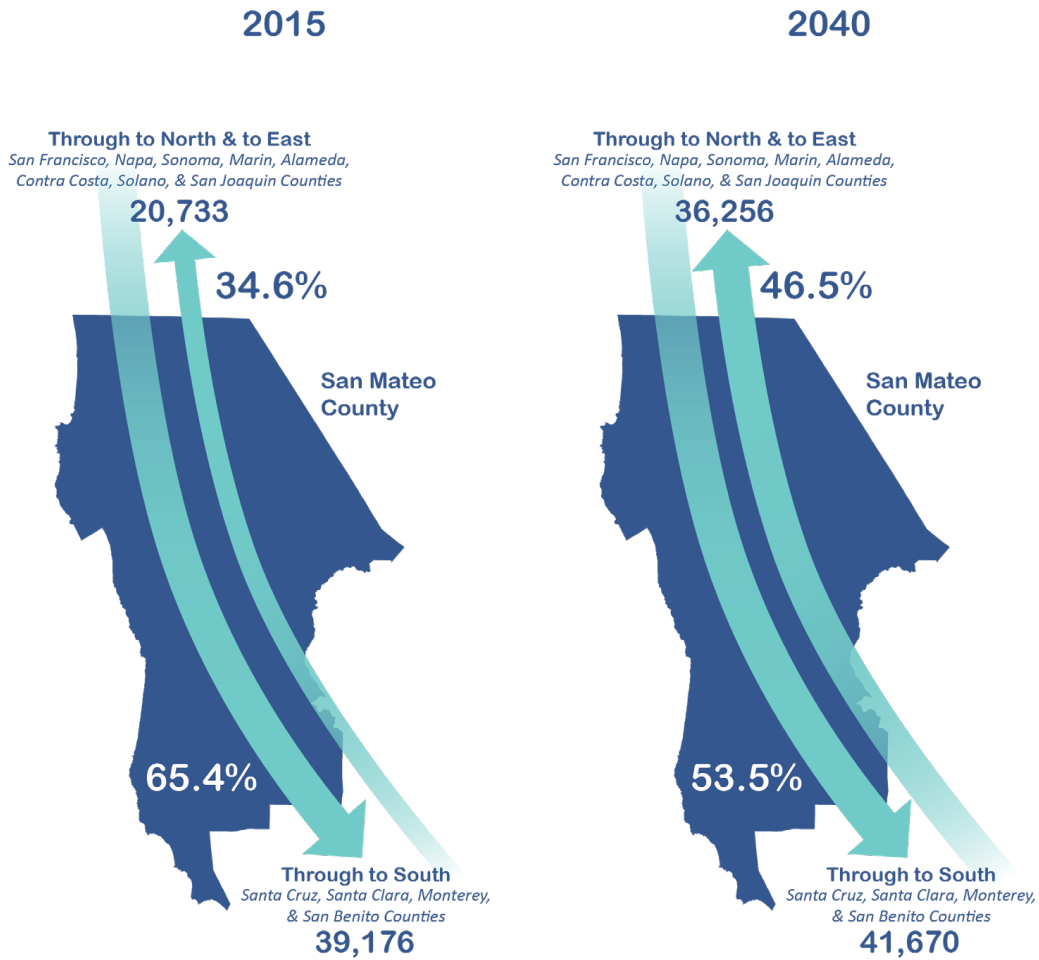 2015
Through to North & to East
San Francisco, Napa, Sonoma, Marin, Alameda,
Contra Costa, Solano, & San Joaquin Counties
20,733
34.6%
San Mateo
County
65.4%
Through to South
Santa Cruz, Santa Clara, Monterey,
& San Benito Counties
39,176
2040
Through to North & to East
San Francisco, Napa, Sonoma, Marin, Alameda,
Contra Costa, Solano, & San Joaquin Counties
36,256
46.5%
San Mateo
County
53.5%
Through to South
Santa Cruz, Santa Clara, Monterey,
& San Benito Counties
41,670